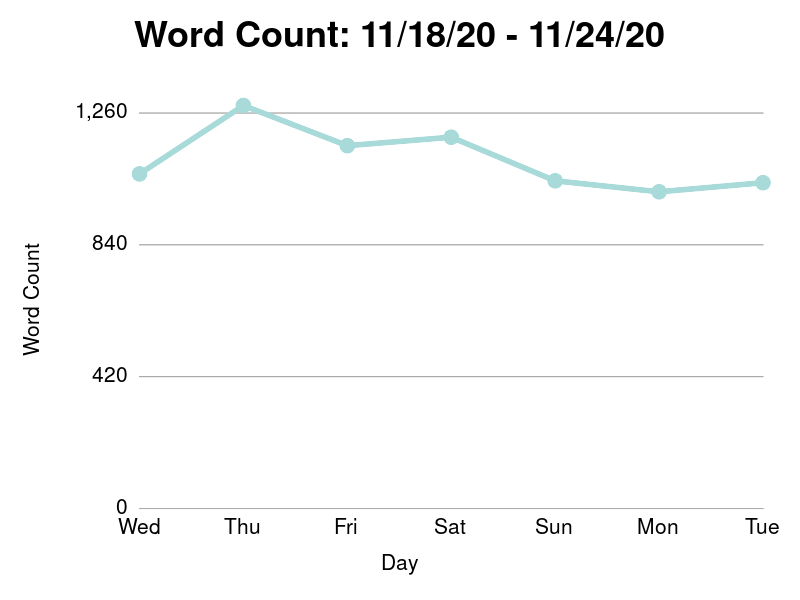 Word Count: 11/18/20 - 11/24/20
1,260
840
420
0
Word Count
Wed Thu Fri Sat Sun Mon Tue
Day